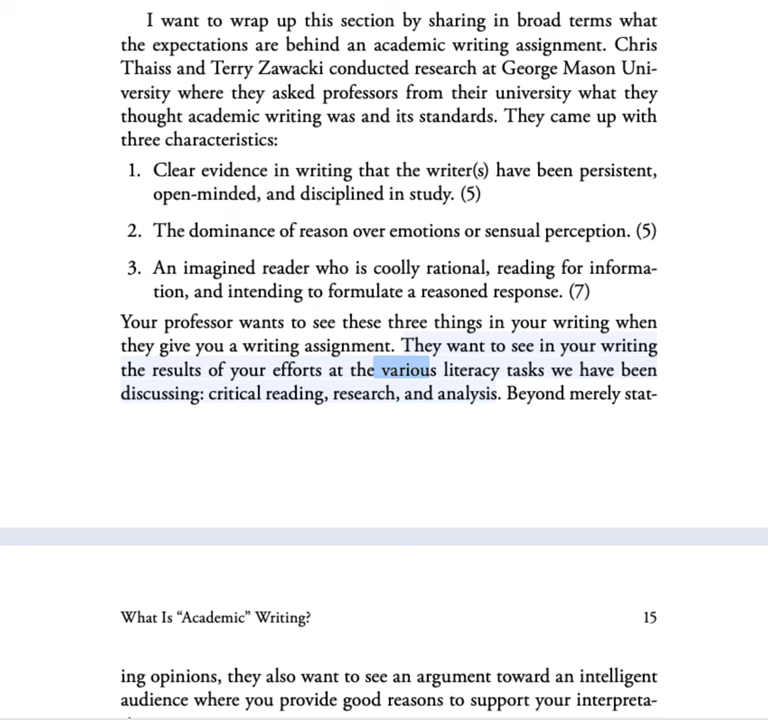 I want to wrap up this section by sharing in broad terms what
the expectations are behind an academic writing assignment. Chris
Thaiss and Terry Zawacki conducted research at George Mason Uni-
versity where they asked professors from their university what they
thought academic writing was and its standards. They came up with
three characteristics:
1. Clear evidence in writing that the writer(s) have been persistent,
open-minded, and disciplined in study. (5)
2. The dominance of reason over emotions or sensual perception. (5)
3. An imagined reader who is coolly rational, reading for informa-
tion, and intending to formulate a reasoned response. (7)
Your professor wants to see these three things in your writing when
they give you a writing assignment. They want to see in your writing
the results of your efforts at the various literacy tasks we have been
discussing: critical reading, research, and analysis. Beyond merely stat-
What Is “Academic” Writing? 15
ing opinions, they also want to see an argument toward an intelligent
audience where you provide good reasons to support your interpreta-